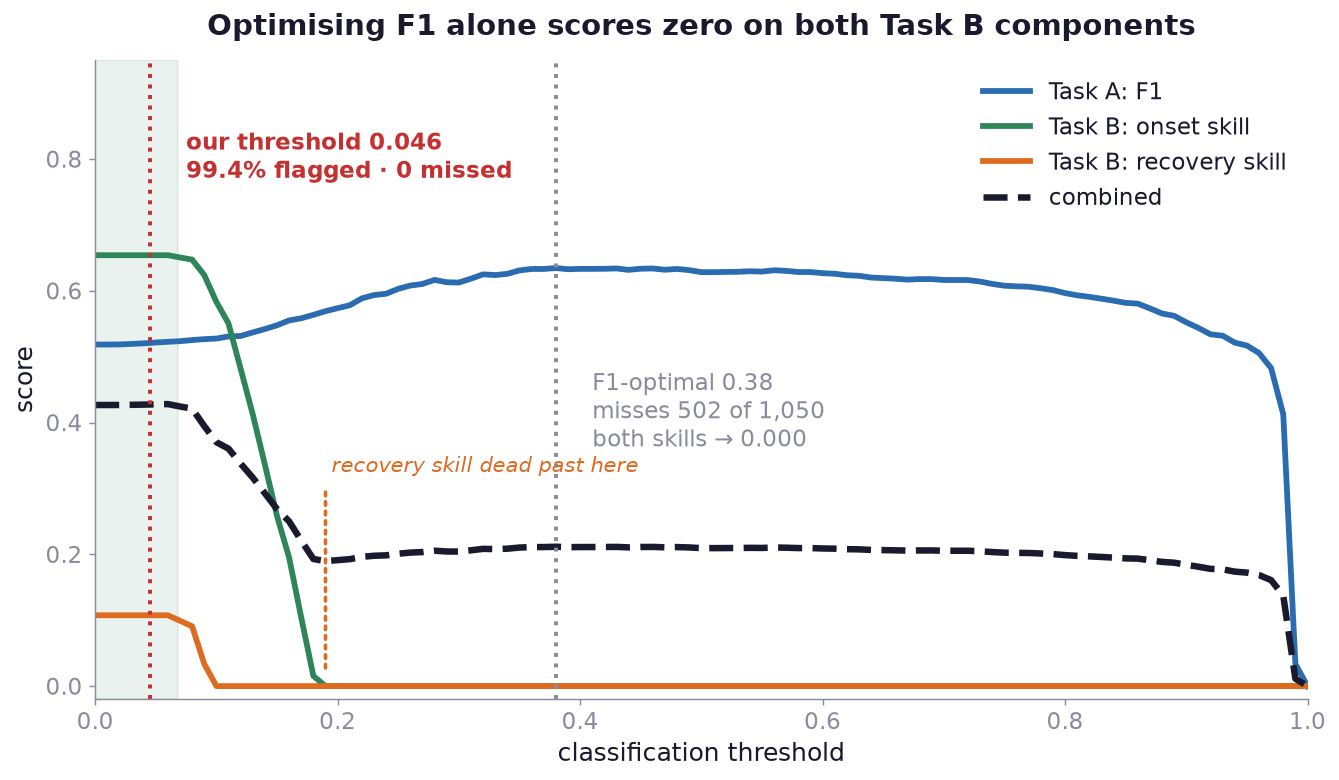 Optimising F1 alone scores zero on both Task B components
Task A: F1
Task B: onset skill
Task B: recovery skill
combined
our threshold 0.046
99.4% flagged · 0 missed
F1-optimal 0.38
misses 502 of 1,050
both skills → 0.000
recovery skill dead past here
score
0.8
0.6
0.4
0.2
0.0
0.0 0.2 0.4 0.6 0.8 1.0
classification threshold